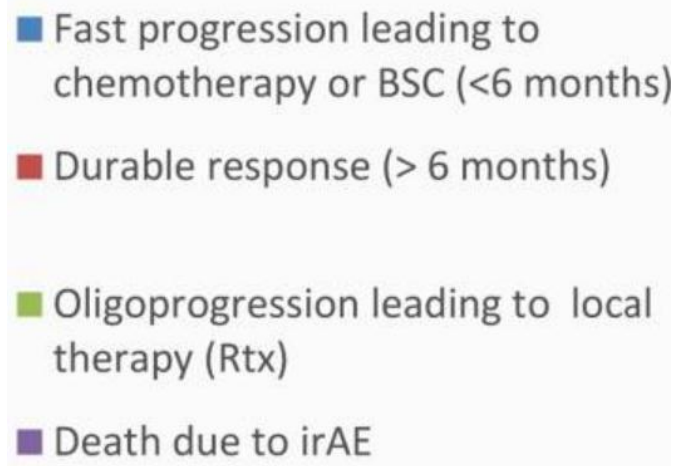 Fast progression leading to
chemotherapy or BSC (<6 months)
Durable response (> 6 months)
Oligoprogression leading to local
therapy (Rtx)
Death due to irAE